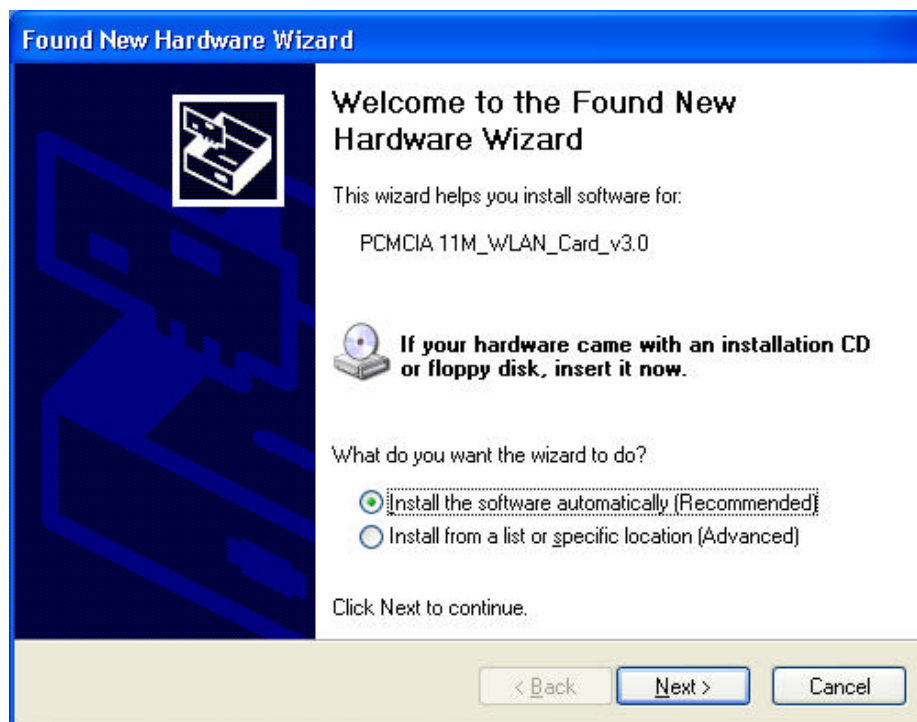 Found New Hardware Wizard
Welcome to the Found New
Hardware Wizard
This wizard helps you install software for:
PCMCIA 11M_WLAN_Card_v3.0
If your hardware came with an installation CD
or floppy disk, insert it now.
What do you want the wizard to do?
Install the software automatically (Recommended)
Install from a list or specific location (Advanced)
Click Next to continue.
< Back Next > Cancel